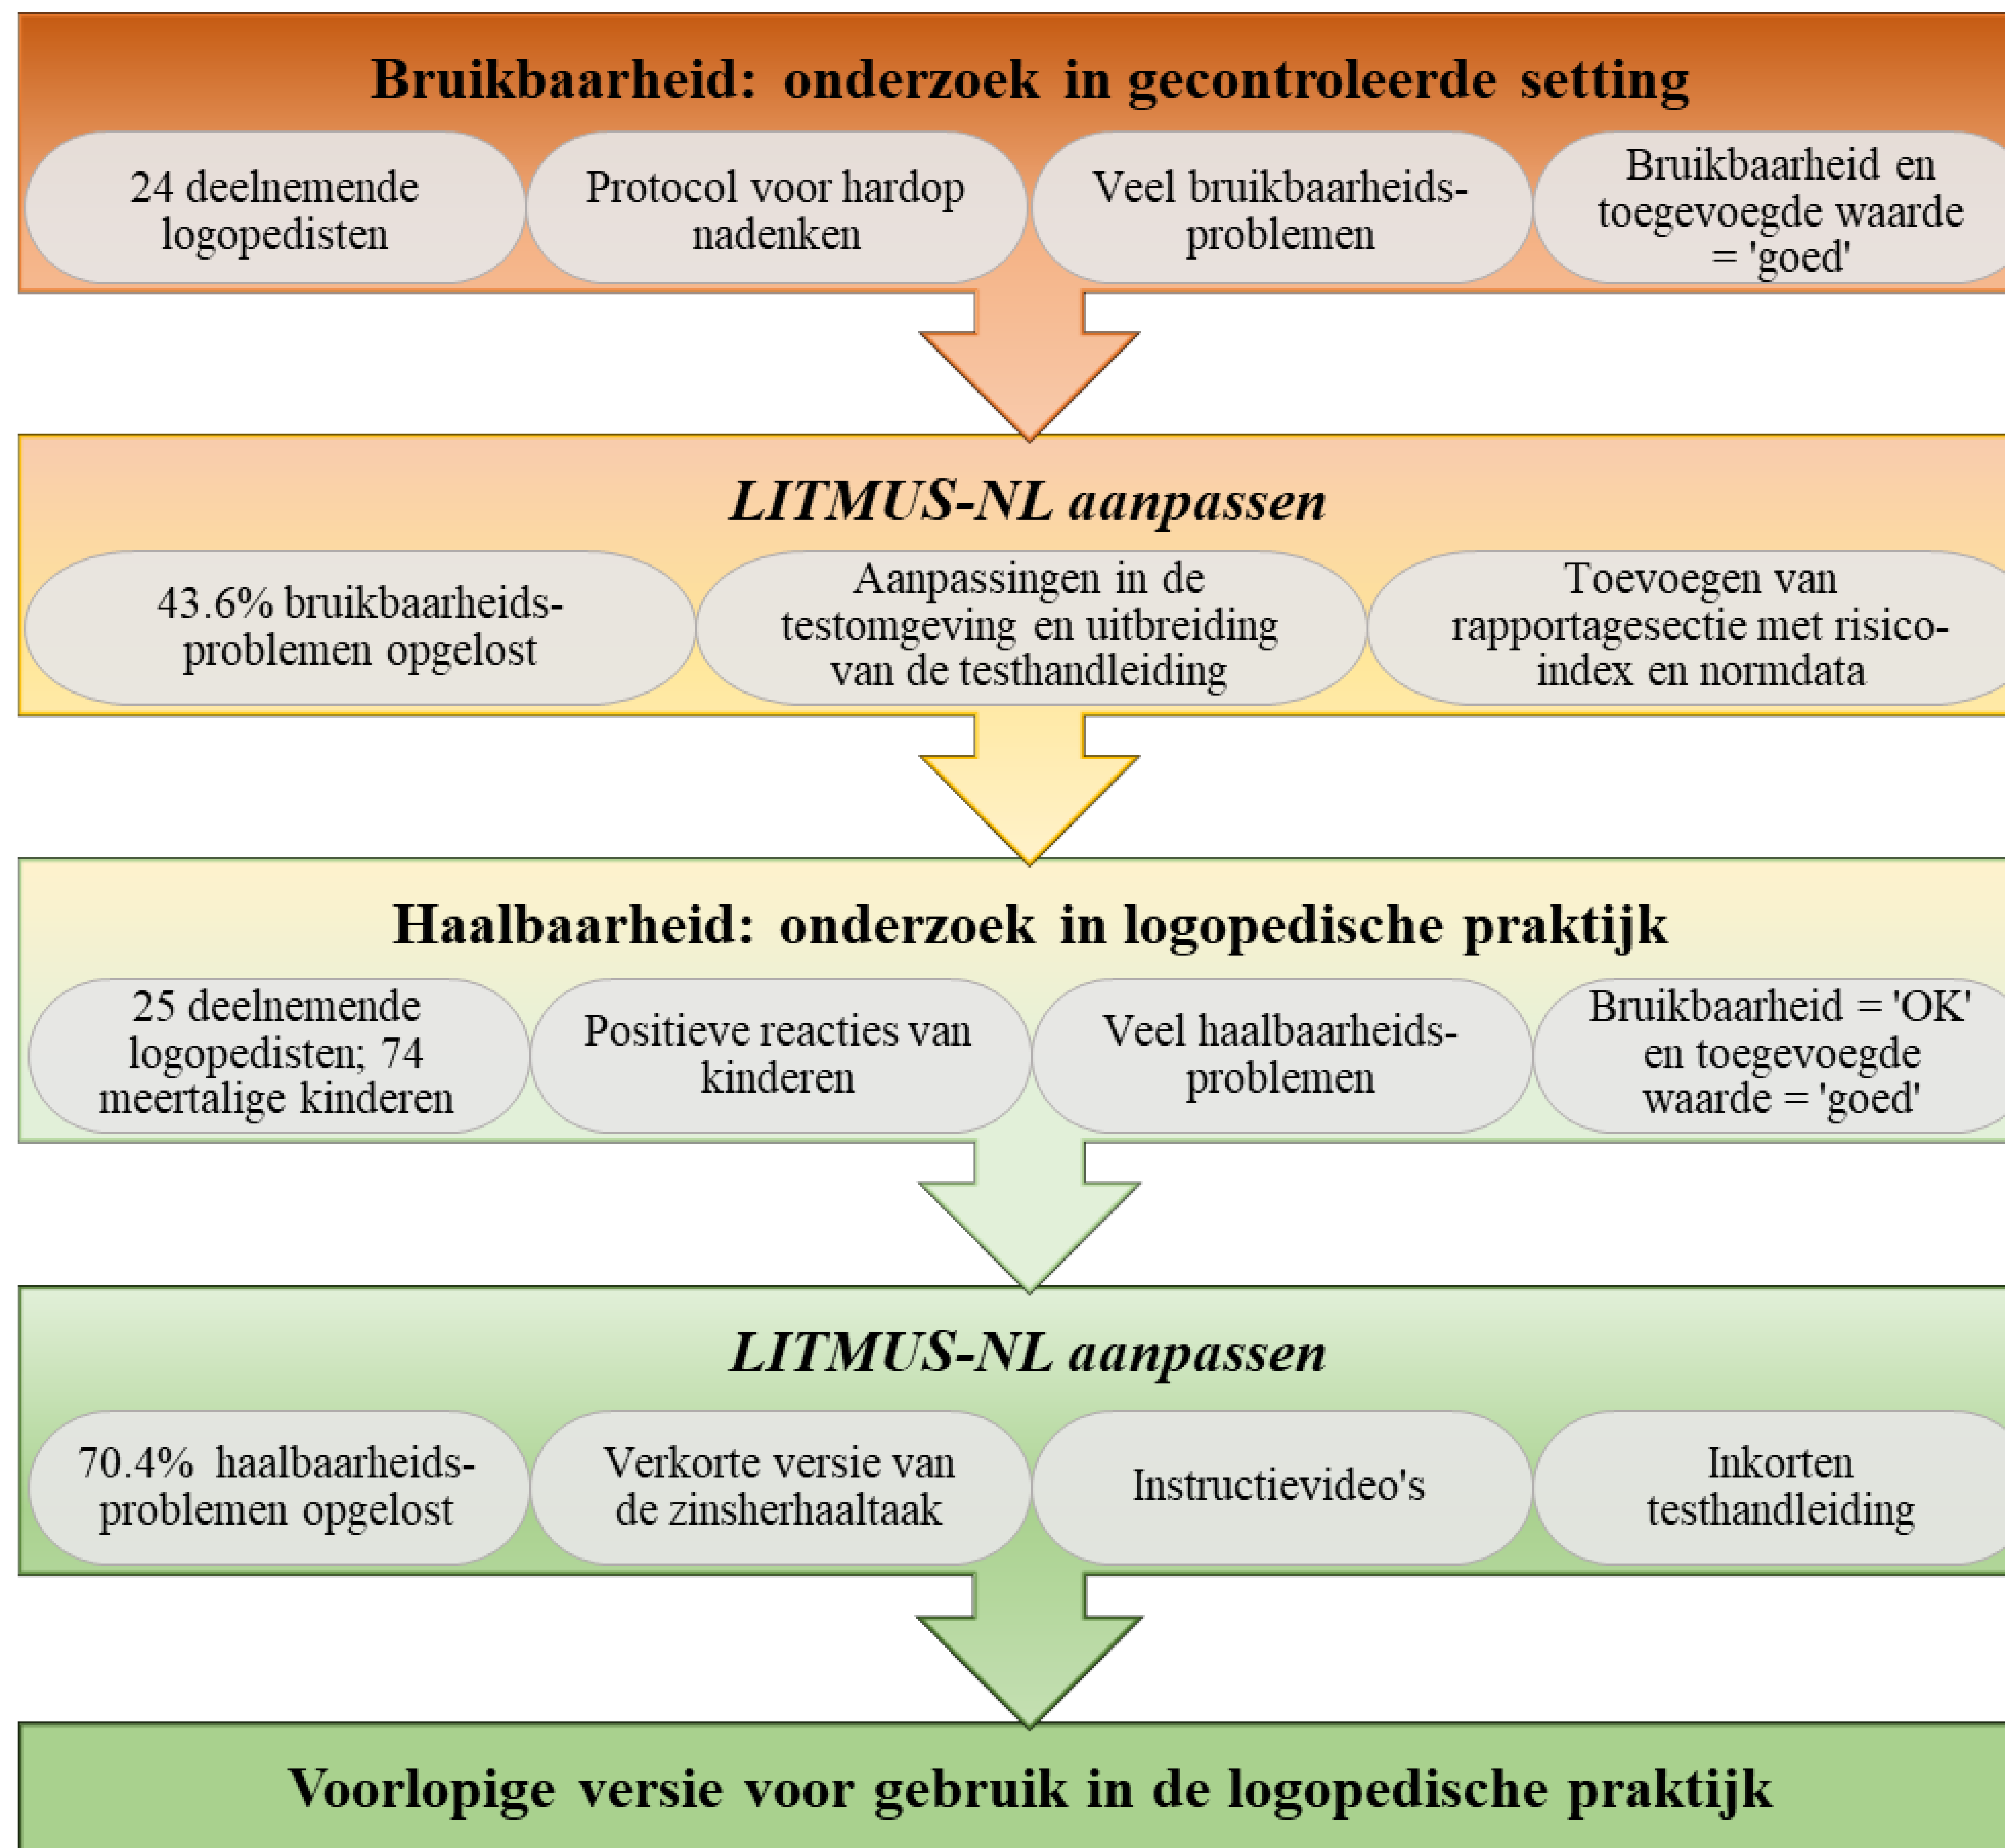 Bruikbaarheid: onderzoek in gecontroleerde setting
24 deelnemende
logopedisten
Protocol voor hardop
nadenken
Veel bruikbaarheids-
problemen
Bruikbaarheid en
toegevoegde waarde
= 'goed'
LITMUS-NL aanpassen
43.6% bruikbaarheids-
problemen opgelost
Aanpassingen in de
testomgeving en uitbreiding
van de testhandleiding
Toevoegen van
rapportagesectie met risico-
index en normdata
Haalbaarheid: onderzoek in logopedische praktijk
25 deelnemende
logopedisten; 74
meertalige kinderen
Positieve reacties van
kinderen
Veel haalbaarheids-
problemen
Bruikbaarheid = 'OK'
en toegevoegde
waarde = 'goed'
LITMUS-NL aanpassen
70.4% haalbaarheids-
problemen opgelost
Verkorte versie van
de zinsherhaaltaak
Instructievideo's
Inkorten
testhandleiding
Voorlopige versie voor gebruik in de logopedische praktijk